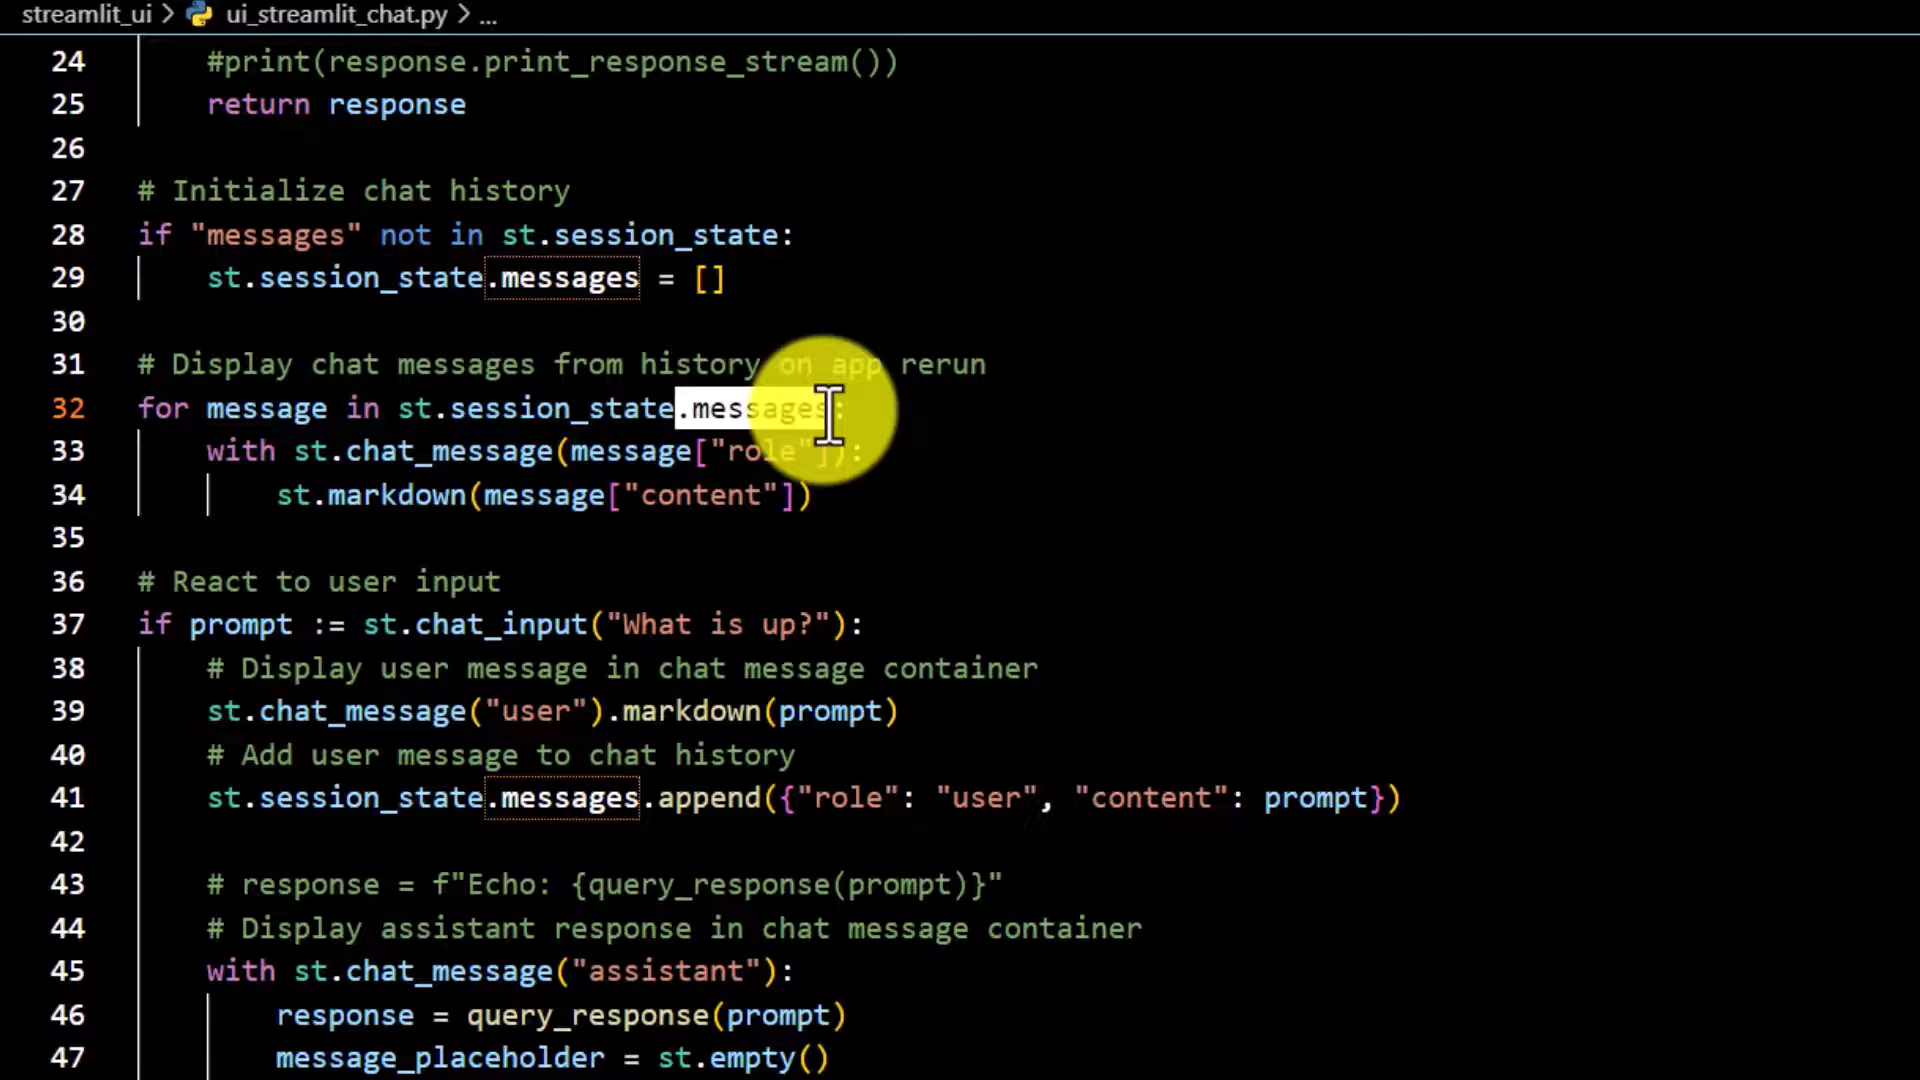 streamlit_ui > ui_streamlit_chat.py > ...
24 #print(response.print_response_stream())
25 return response
26
27 # Initialize chat history
28 if "messages" not in st.session_state:
29 st.session_state.messages = []
30
31 # Display chat messages from history on app rerun
32 for message in st.session_state.messages:
33 with st.chat_message(message["role"]):
34 st.markdown(message["content"])
35
36 # React to user input
37 if prompt := st.chat_input("What is up?"):
38 # Display user message in chat message container
39 st.chat_message("user").markdown(prompt)
40 # Add user message to chat history
41 st.session_state.messages.append({"role": "user", "content": prompt})
42
43 # response = f"Echo: {query_response(prompt)}"
44 # Display assistant response in chat message container
45 with st.chat_message("assistant"):
46 response = query_response(prompt)
47 message_placeholder = st.empty()